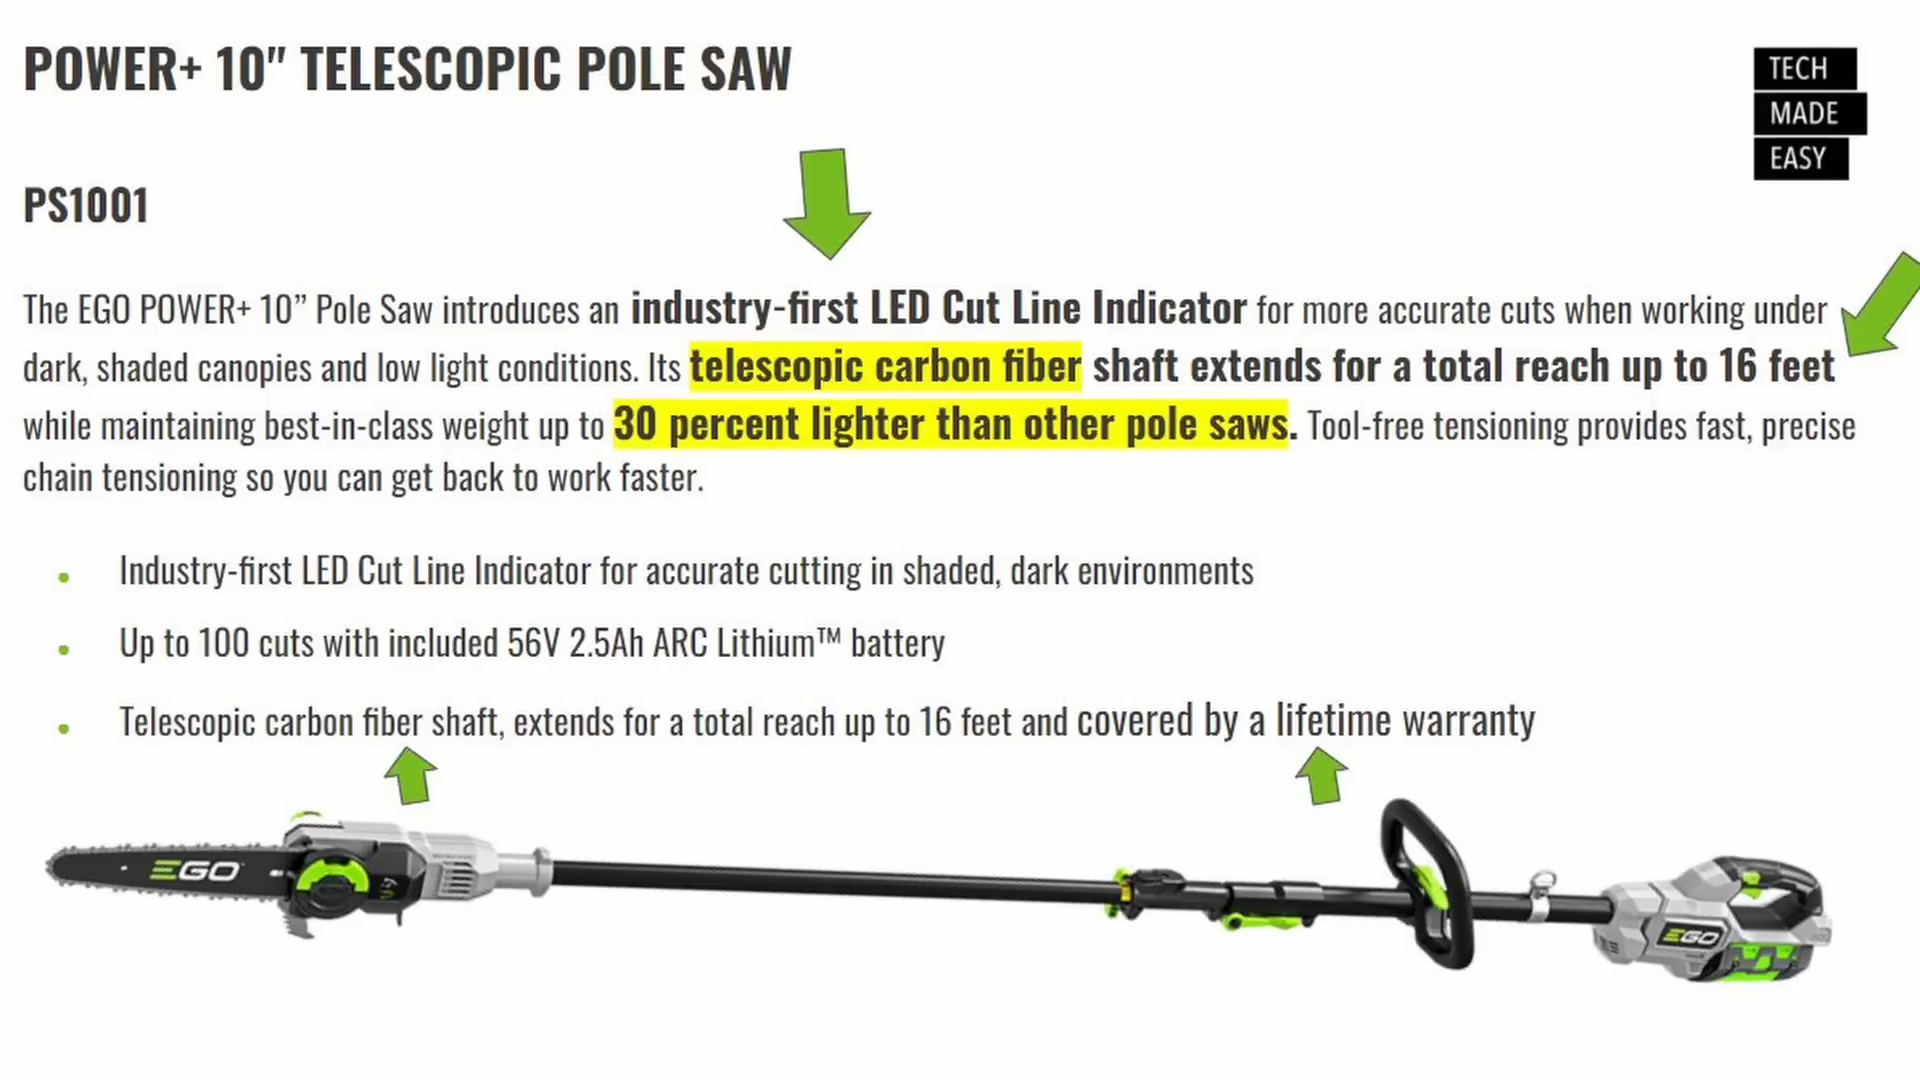 POWER+ 10" TELESCOPIC POLE SAW
TECH
MADE
EASY
PS1001
The EGO POWER+ 10” Pole Saw introduces an industry-first LED Cut Line Indicator for more accurate cuts when working under
dark, shaded canopies and low light conditions. Its telescopic carbon fiber shaft extends for a total reach up to 16 feet
while maintaining best-in-class weight up to 30 percent lighter than other pole saws. Tool-free tensioning provides fast, precise
chain tensioning so you can get back to work faster.
Industry-first LED Cut Line Indicator for accurate cutting in shaded, dark environments
Up to 100 cuts with included 56V 2.5Ah ARC Lithium™ battery
Telescopic carbon fiber shaft, extends for a total reach up to 16 feet and covered by a lifetime warranty
EGO
EGO